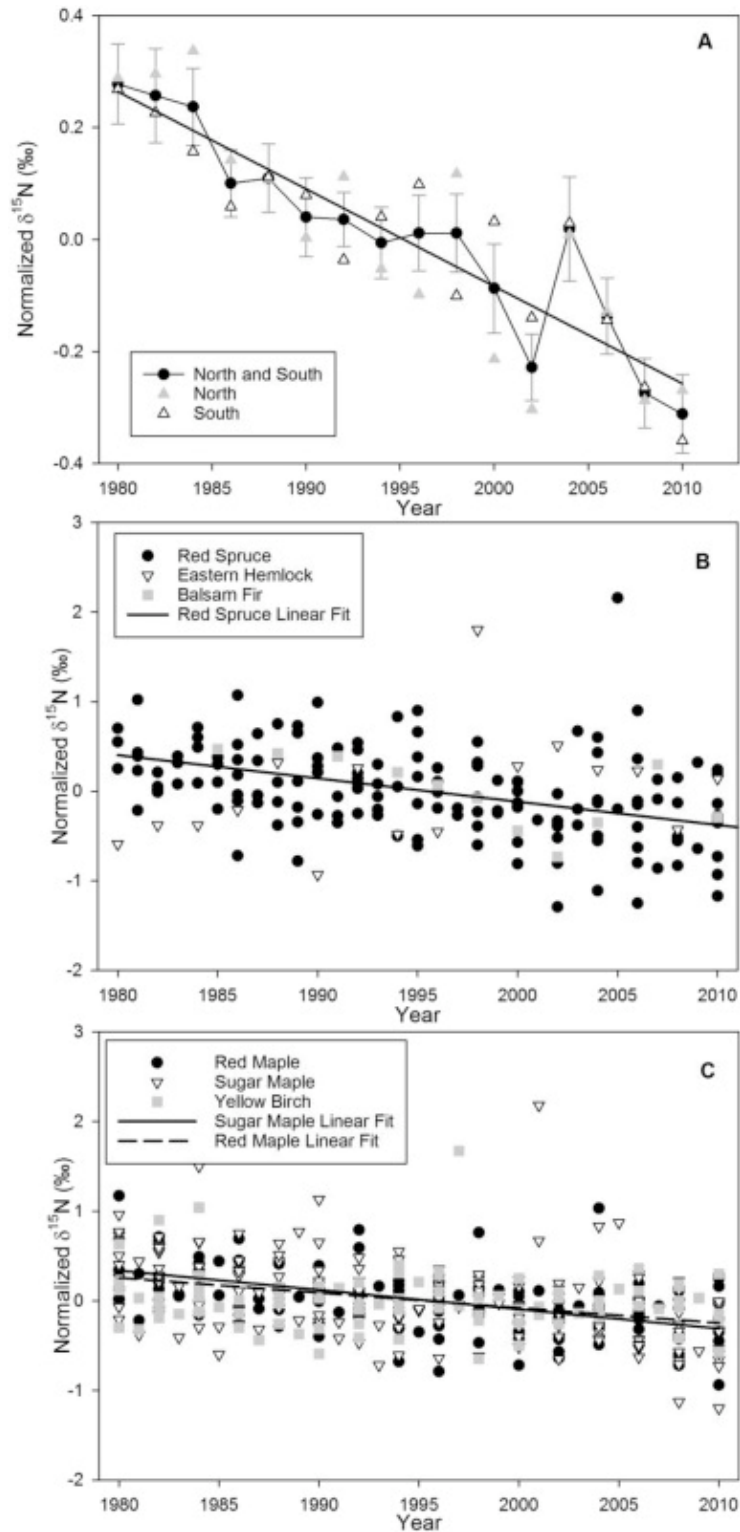 A
Normalized δ¹⁵N (‰)
0.4
0.2
0.0
-0.2
-0.4
North and South
North
South
1980 1985 1990 1995 2000 2005 2010
Year
B
Normalized δ¹⁵N (‰)
3
2
1
0
-1
-2
Red Spruce
Eastern Hemlock
Balsam Fir
Red Spruce Linear Fit
1980 1985 1990 1995 2000 2005 2010
Year
C
Normalized δ¹⁵N (‰)
3
2
1
0
-1
-2
Red Maple
Sugar Maple
Yellow Birch
Sugar Maple Linear Fit
Red Maple Linear Fit
1980 1985 1990 1995 2000 2005 2010
Year